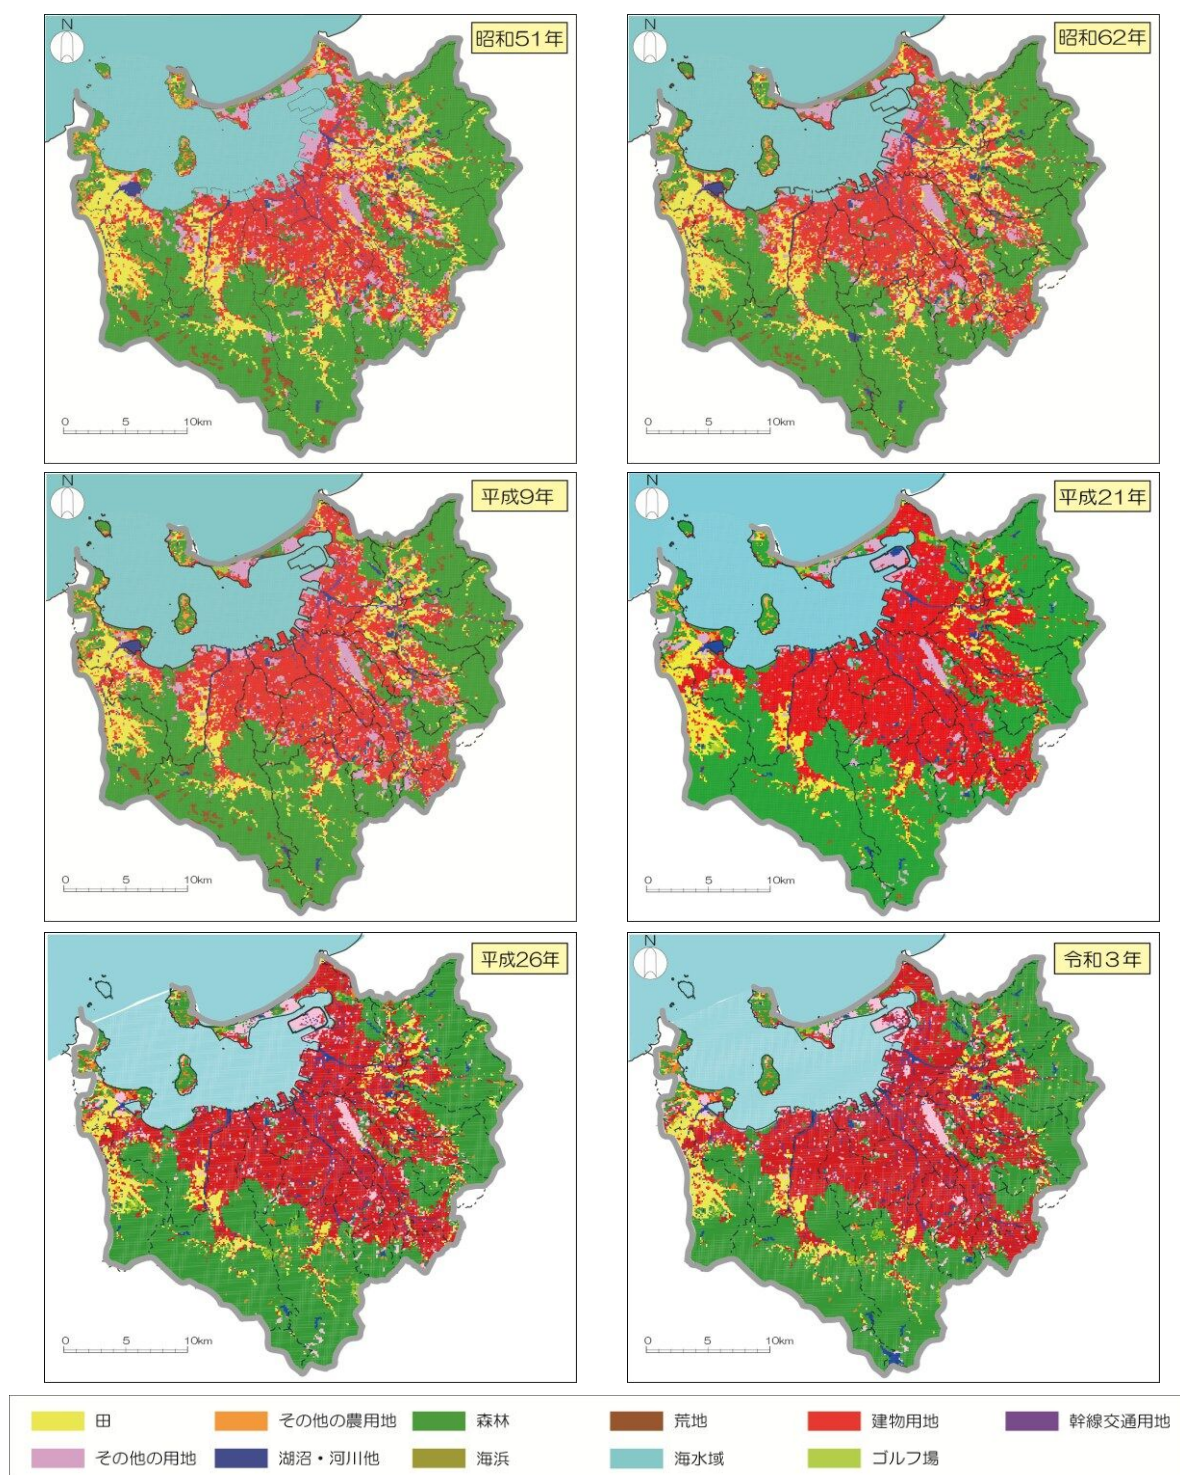 N
昭和51年
0 5 10km
N
昭和62年
0 5 10km
N
平成9年
0 5 10km
N
平成21年
0 5 10km
平成26年
0 5 10km
N
令和3年
0 5 10km
田 その他の農用地 森林 荒地 建物用地 幹線交通用地
その他の用地 湖沼・河川他 海浜 海水域 ゴルフ場